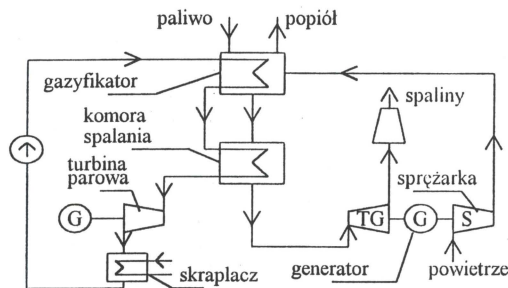 paliwo
popiół
gazyfikator
komora
spalania
spaliny
turbina
parowa
sprężarka
G
TG
G
S
skraplacz
generator
powietrze